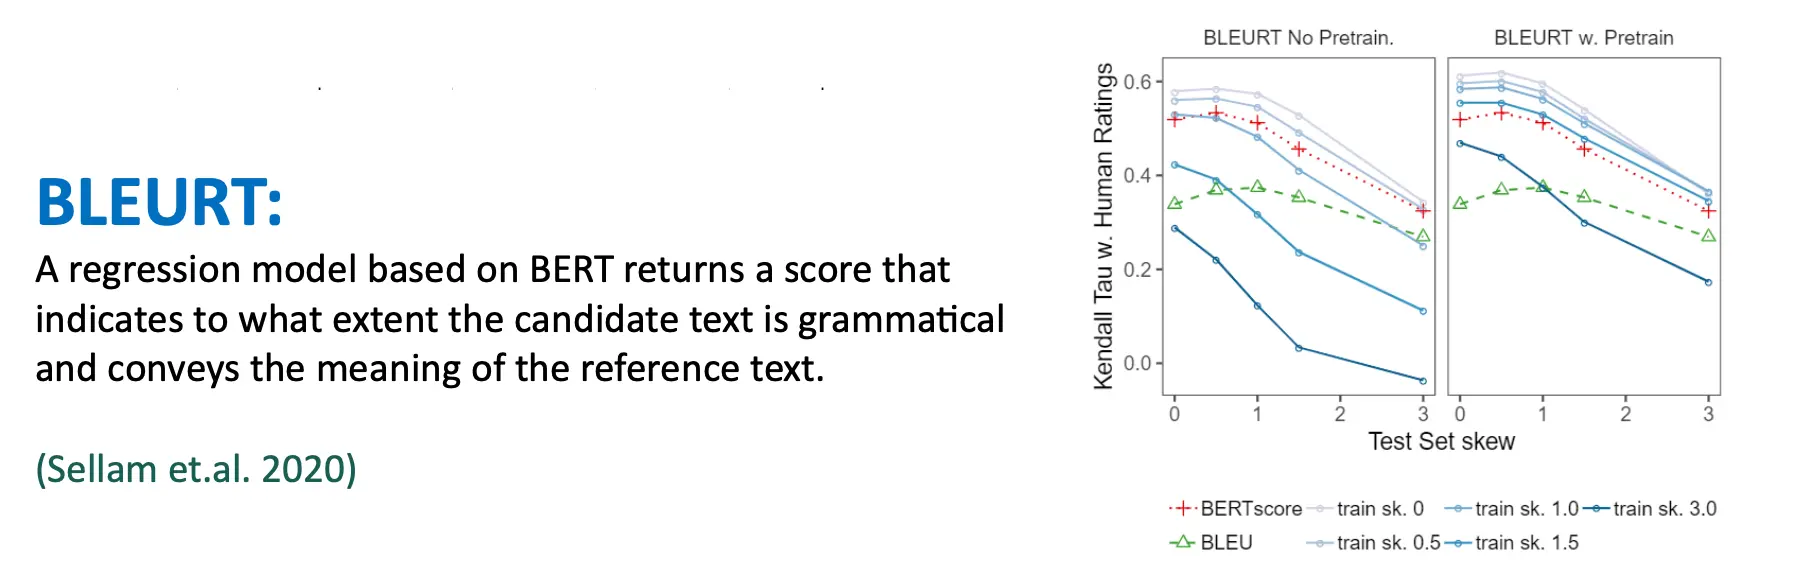 BLEURT:
A regression model based on BERT returns a score that
indicates to what extent the candidate text is grammatical
and conveys the meaning of the reference text.
(Sellam et.al. 2020)
BLEURT No Pretrain.
BLEURT w. Pretrain
Kendall Tau w. Human Ratings
0.6
0.4
0.2
0.0
0 1 2 3
0 1 2 3
Test Set skew
BERTscore train sk. 0 train sk. 1.0 train sk. 3.0
BLEU train sk. 0.5 train sk. 1.5